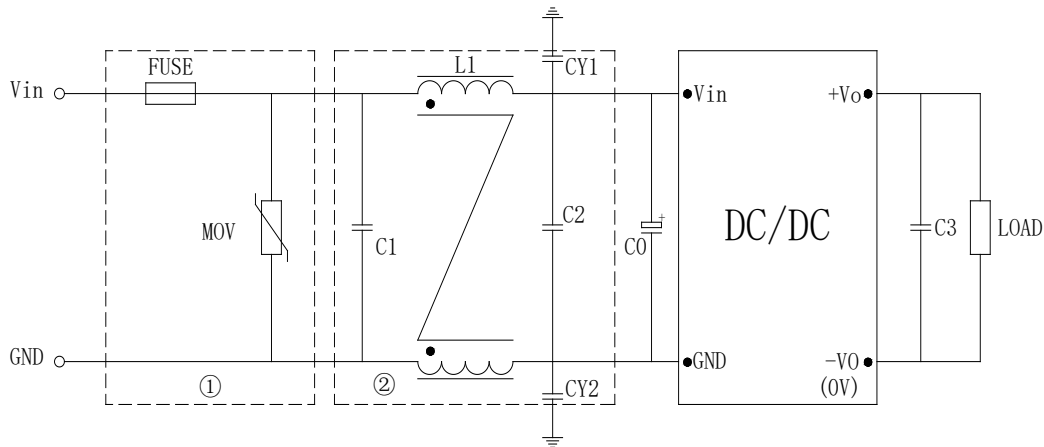 FUSE
L1
CY1
Vin
Vin
+Vo
MOV
C1
C2
+
C0
DC/DC
C3
LOAD
GND
GND
-VO
(0V)
①
②
CY2